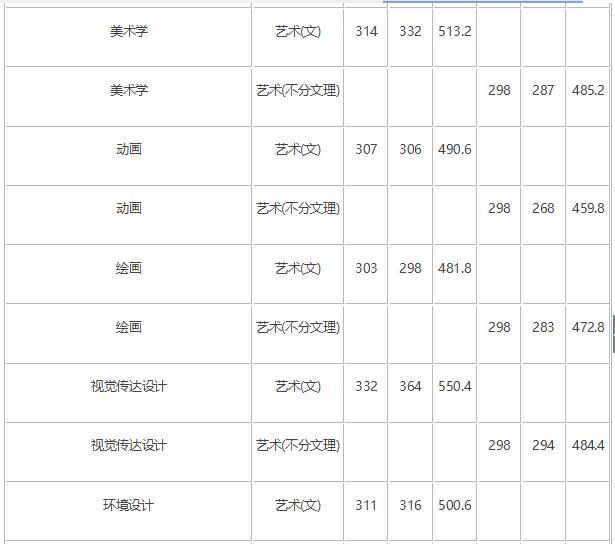 美术学 艺术(文) 314 332 513.2
美术学 艺术(不分文理) 298 287 485.2
动画 艺术(文) 307 306 490.6
动画 艺术(不分文理) 298 268 459.8
绘画 艺术(文) 303 298 481.8
绘画 艺术(不分文理) 298 283 472.8
视觉传达设计 艺术(文) 332 364 550.4
视觉传达设计 艺术(不分文理) 298 294 484.4
环境设计 艺术(文) 311 316 500.6